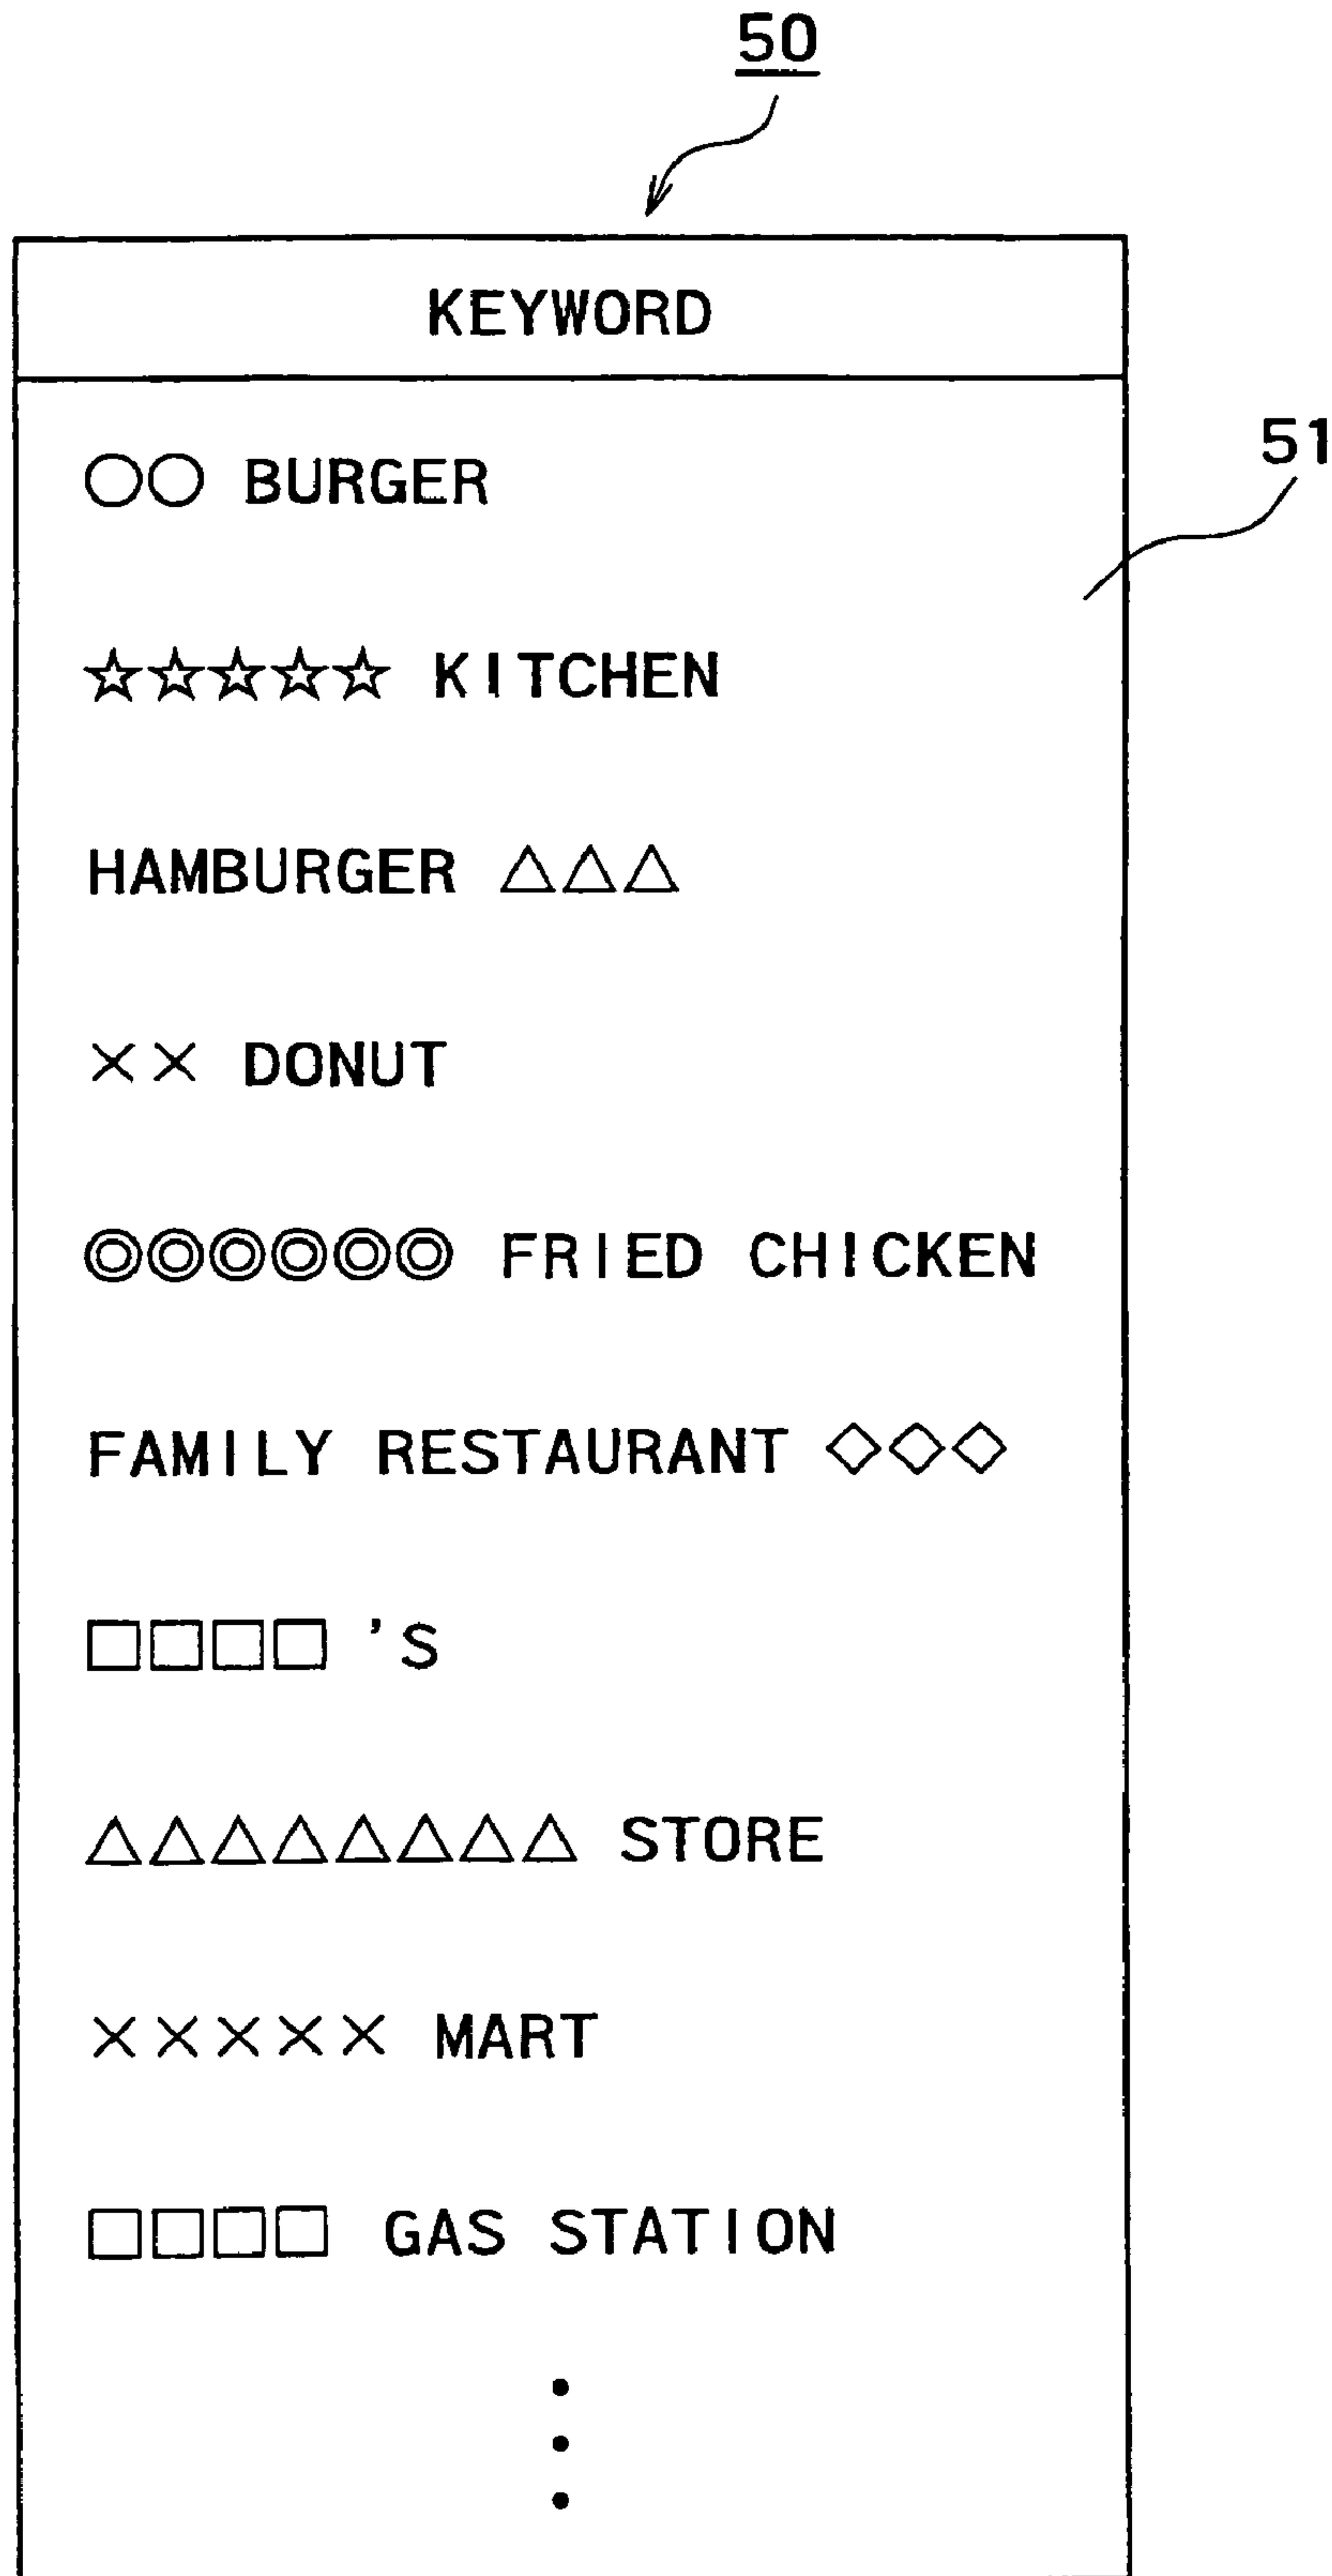 50
KEYWORD
51
○○ BURGER
☆☆☆☆☆ KITCHEN
HAMBURGER △△△
×× DONUT
◎◎◎◎◎◎ FRIED CHICKEN
FAMILY RESTAURANT ◇◇◇
□□□□ 'S
△△△△△△△△ STORE
××××× MART
□□□□ GAS STATION